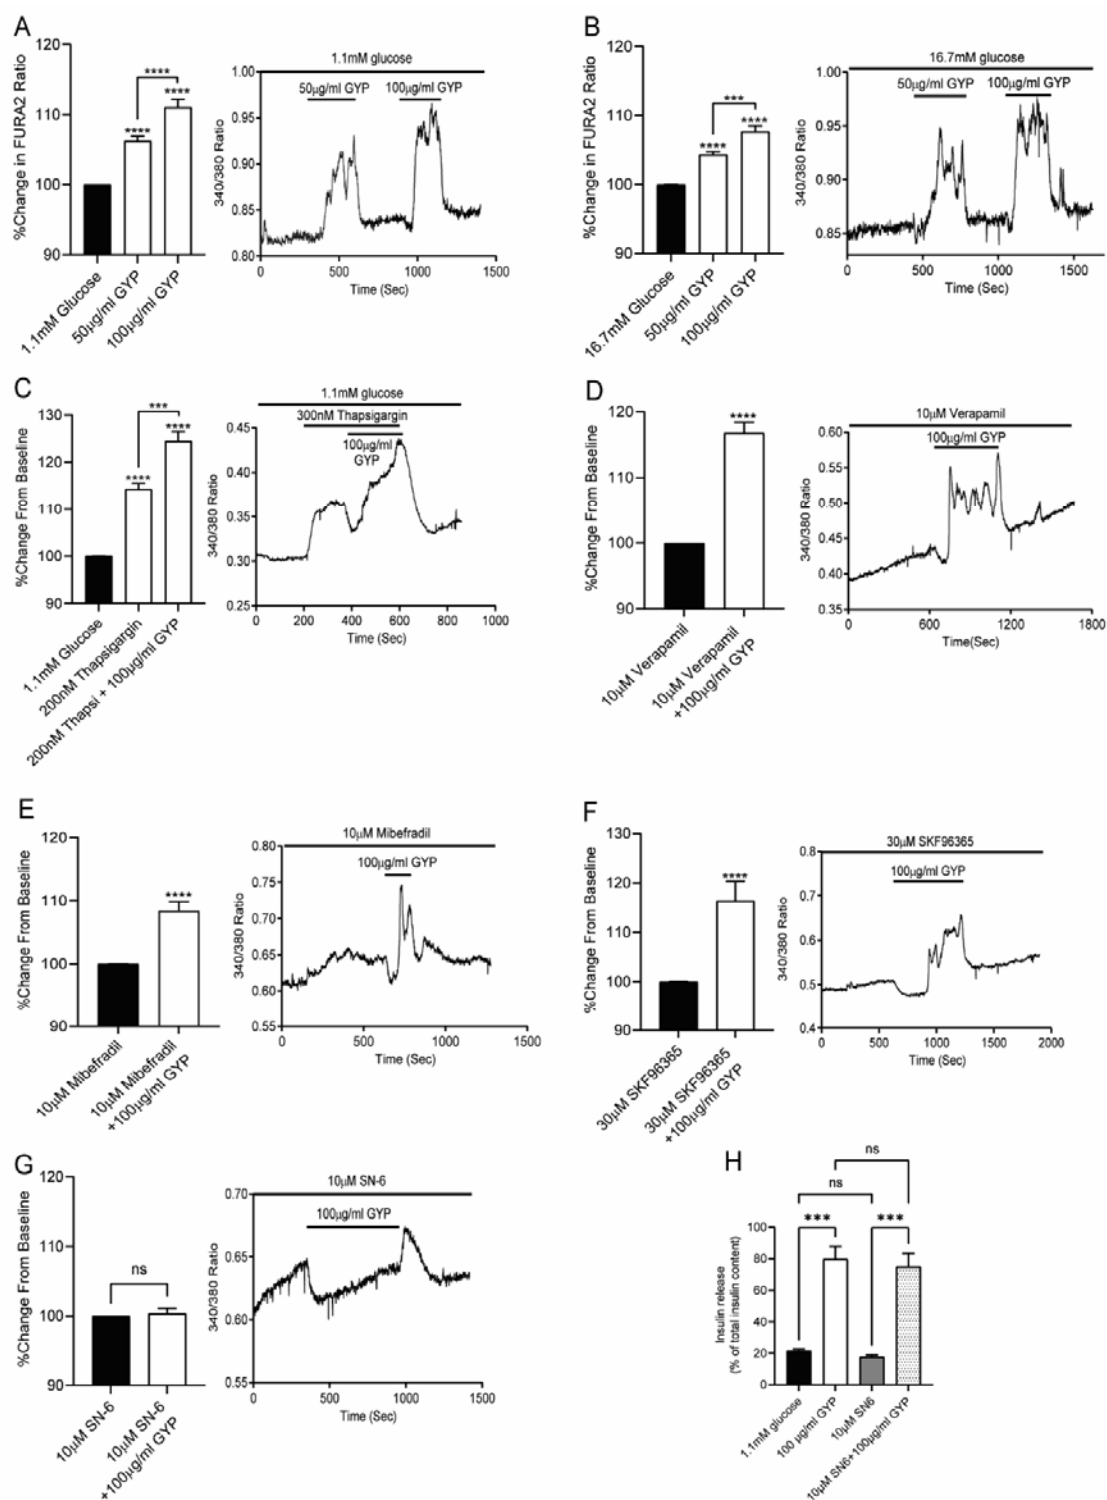 A
%Change in FURA2 Ratio
120
110
100
90
****
****
****
1.1mM Glucose
50μg/ml GYP
100μg/ml GYP
1.1mM glucose
50μg/ml GYP
100μg/ml GYP
340/380 Ratio
1.00
0.95
0.90
0.85
0.80
0 500 1000 1500
Time (Sec)
B
%Change in FURA2 Ratio
120
110
100
90
***
****
****
16.7mM Glucose
50μg/ml GYP
100μg/ml GYP
16.7mM glucose
50μg/ml GYP
100μg/ml GYP
340/380 Ratio
1.00
0.95
0.90
0.85
0 500 1000 1500
Time (Sec)
C
%Change From Baseline
130
120
110
100
90
***
****
****
1.1mM Glucose
200nM Thapsigargin
200nM Thapsi + 100μg/ml GYP
1.1mM glucose
300nM Thapsigargin
100μg/ml
GYP
340/380 Ratio
0.45
0.40
0.35
0.30
0.25
0 200 400 600 800 1000
Time (Sec)
D
%Change From Baseline
120
110
100
90
****
10μM Verapamil
10μM Verapamil
+100μg/ml GYP
10μM Verapamil
100μg/ml GYP
340/380 Ratio
0.60
0.55
0.50
0.45
0.40
0.35
0 600 1200 1800
Time(Sec)
E
%Change From Baseline
120
110
100
90
****
10μM Mibefradil
10μM Mibefradil
+100μg/ml GYP
10μM Mibefradil
100μg/ml GYP
340/380 Ratio
0.80
0.75
0.70
0.65
0.60
0.55
0 500 1000 1500
Time (Sec)
F
%Change From Baseline
130
120
110
100
90
****
30μM SKF96365
30μM SKF96365
+100μg/ml GYP
30μM SKF96365
100μg/ml GYP
340/380 Ratio
0.8
0.7
0.6
0.5
0.4
0 500 1000 1500 2000
Time (Sec)
G
%Change From Baseline
120
110
100
90
ns
10μM SN-6
10μM SN-6
+100μg/ml GYP
10μM SN-6
100μg/ml GYP
340/380 Ratio
0.70
0.65
0.60
0.55
0 500 1000 1500
Time (Sec)
H
Insulin release
(% of total insulin content)
100
80
60
40
20
0
ns
ns
***
***
1.1mM glucose
100 μg/ml GYP
10μM SN6
10μM SN6+100μg/ml GYP